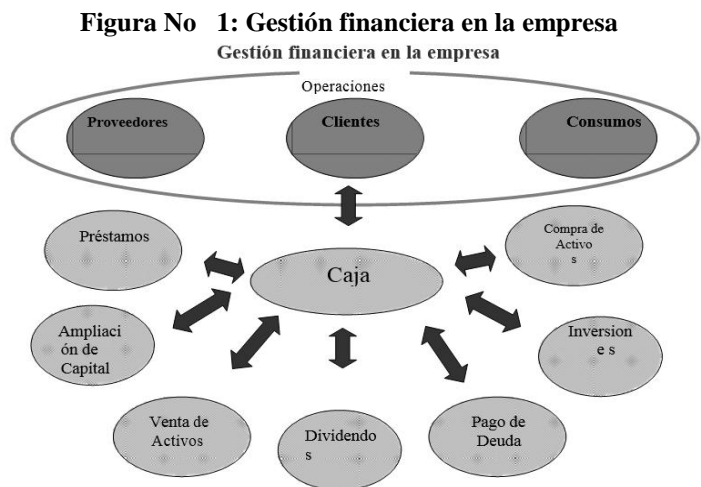 Figura No 1: Gestión financiera en la empresa
Gestión financiera en la empresa
Operaciones
Proveedores
Clientes
Consumos
Préstamos
Compra de
Activo
s
Caja
Ampliaci
ón de
Capital
Inversion
e s
Venta de
Activos
Dividendo
s
Pago de
Deuda